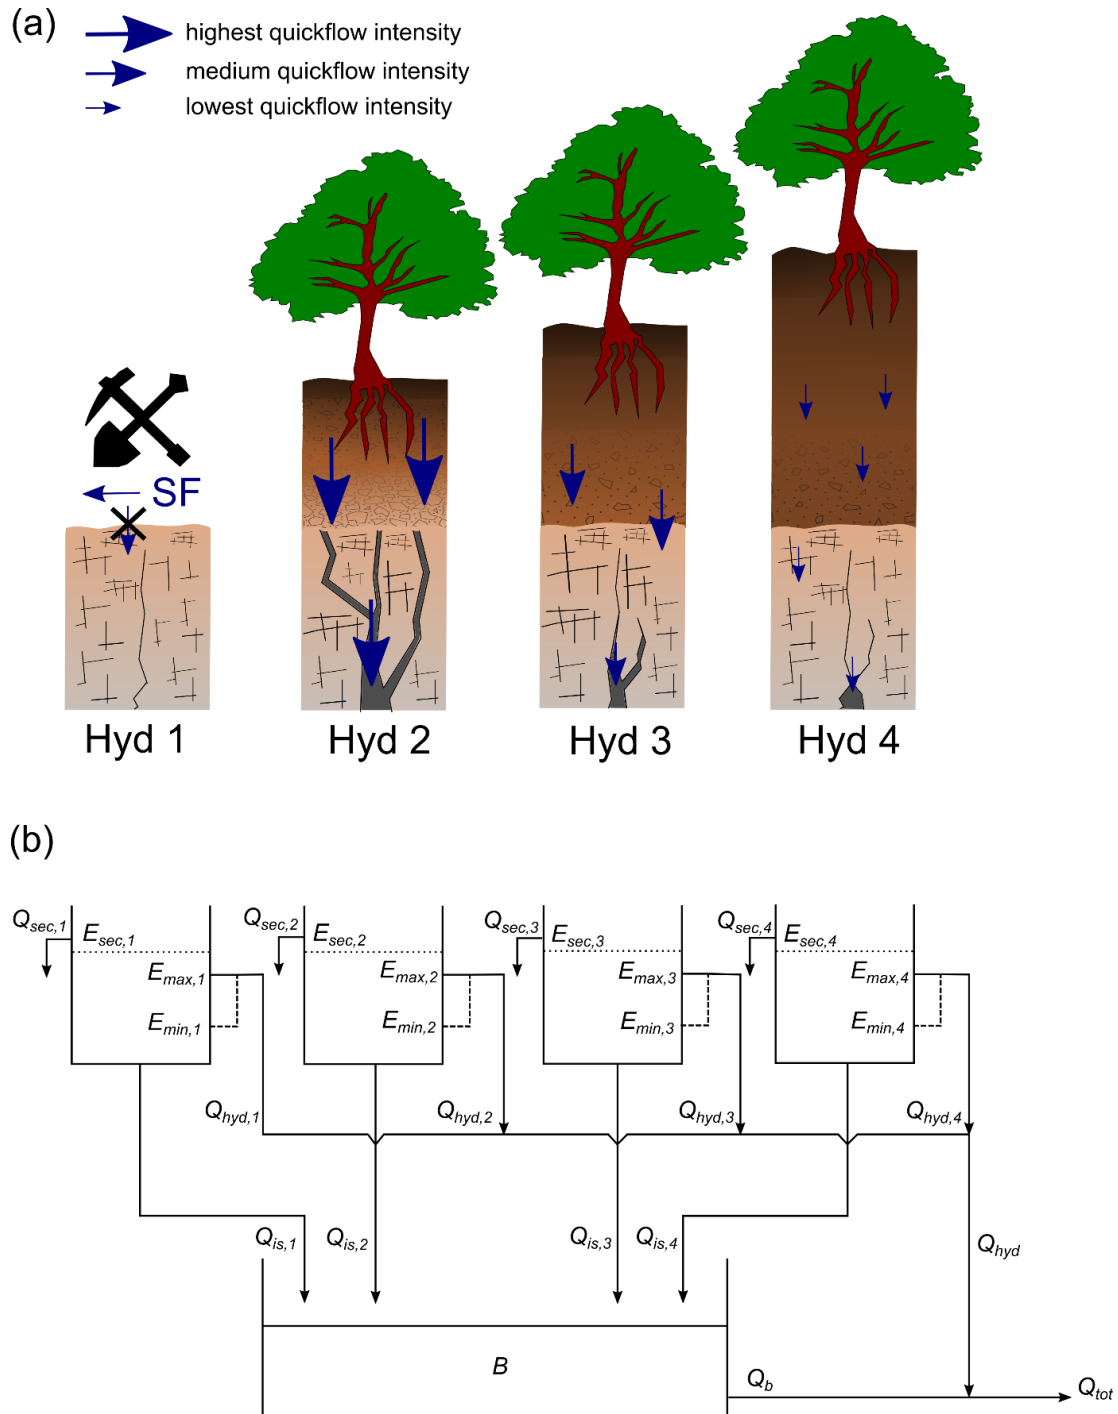 (a)
highest quickflow intensity
medium quickflow intensity
lowest quickflow intensity
SF
Hyd 1
Hyd 2
Hyd 3
Hyd 4
(b)
Qsec,1
Qsec,2
Qsec,3
Qsec,4
Esec,1
Esec,2
Esec,3
Esec,4
Emax,1
Emax,2
Emax,3
Emax,4
Emin,1
Emin,2
Emin,3
Emin,4
Qhyd,1
Qhyd,2
Qhyd,3
Qhyd,4
Qis,1
Qis,2
Qis,3
Qis,4
Qhyd
B
Qb
Qtot